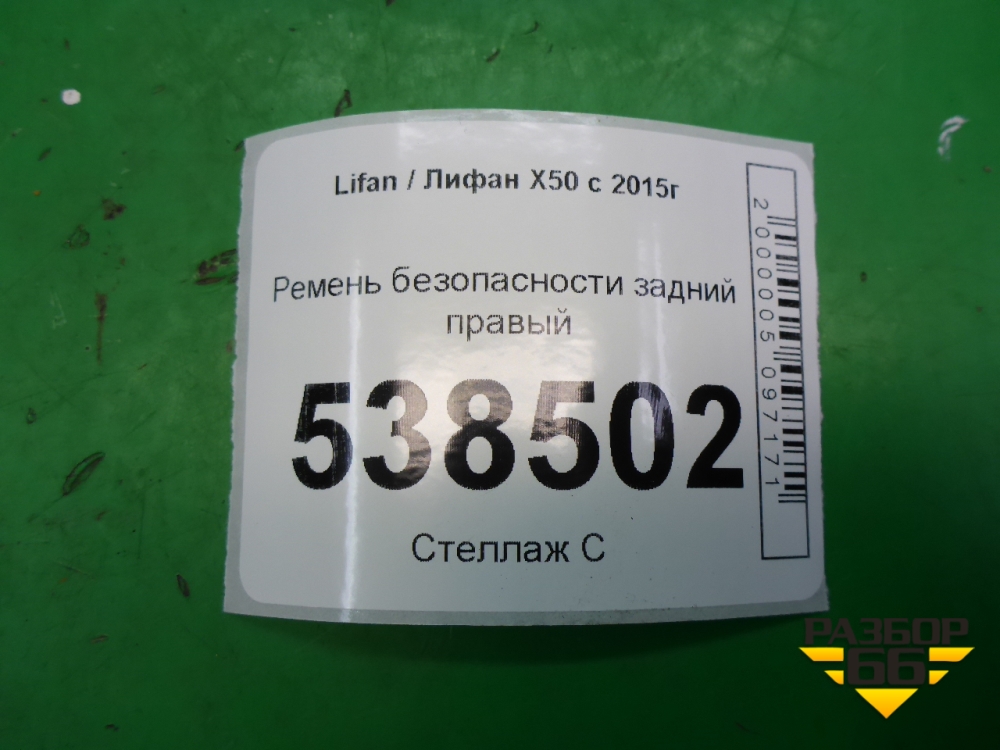 Lifan / Лифан X50 с 2015г
Ремень безопасности задний
правый
538502
Стеллаж С
2000005097171
РАЗБОР
66